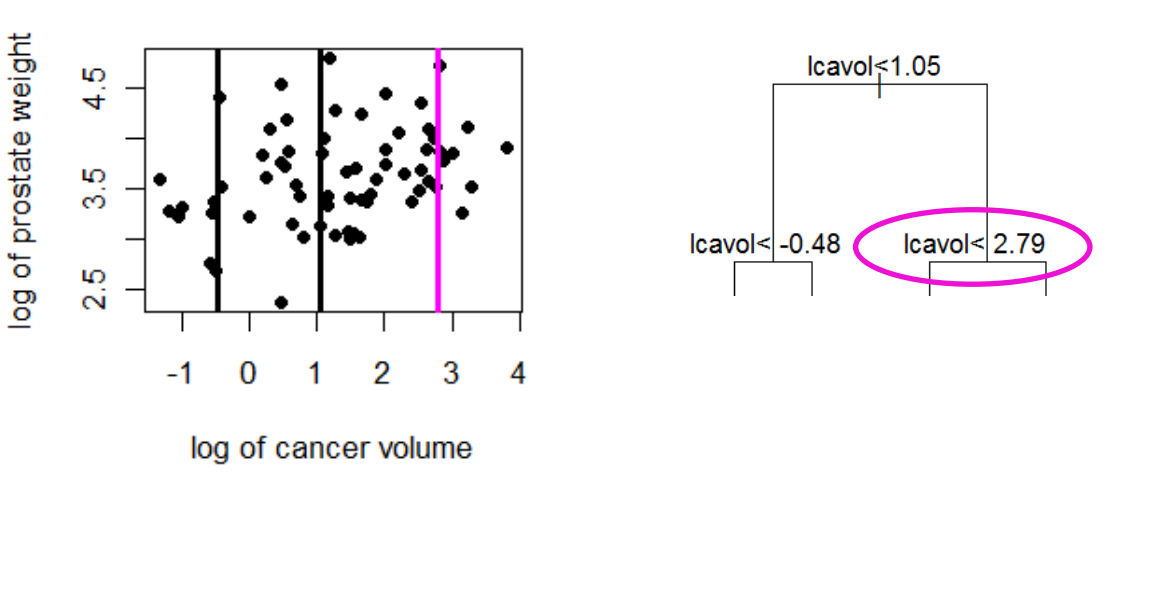 log of prostate weight
4.5
3.5
2.5
-1 0 1 2 3 4
log of cancer volume
lcavol<1.05
lcavol< -0.48
lcavol< 2.79